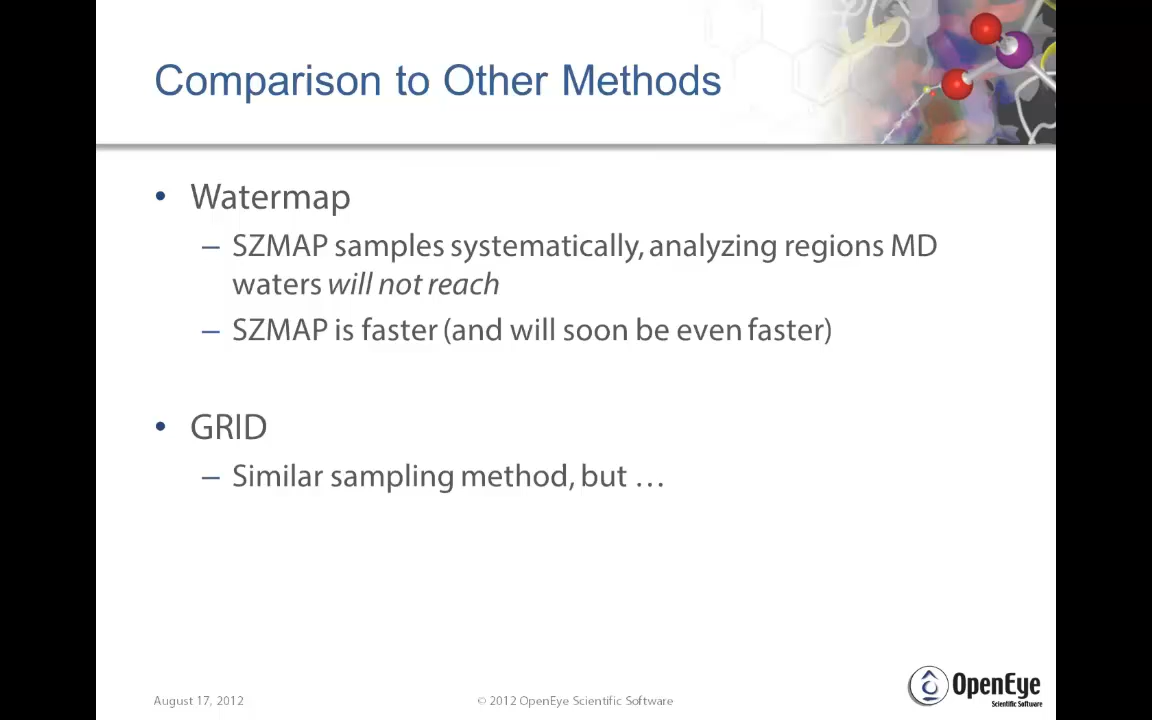 Comparison to Other Methods
• Watermap
– SZMAP samples systematically, analyzing regions MD
waters will not reach
– SZMAP is faster (and will soon be even faster)
• GRID
– Similar sampling method, but …
August 17, 2012
© 2012 OpenEye Scientific Software
OpenEye
Scientific Software